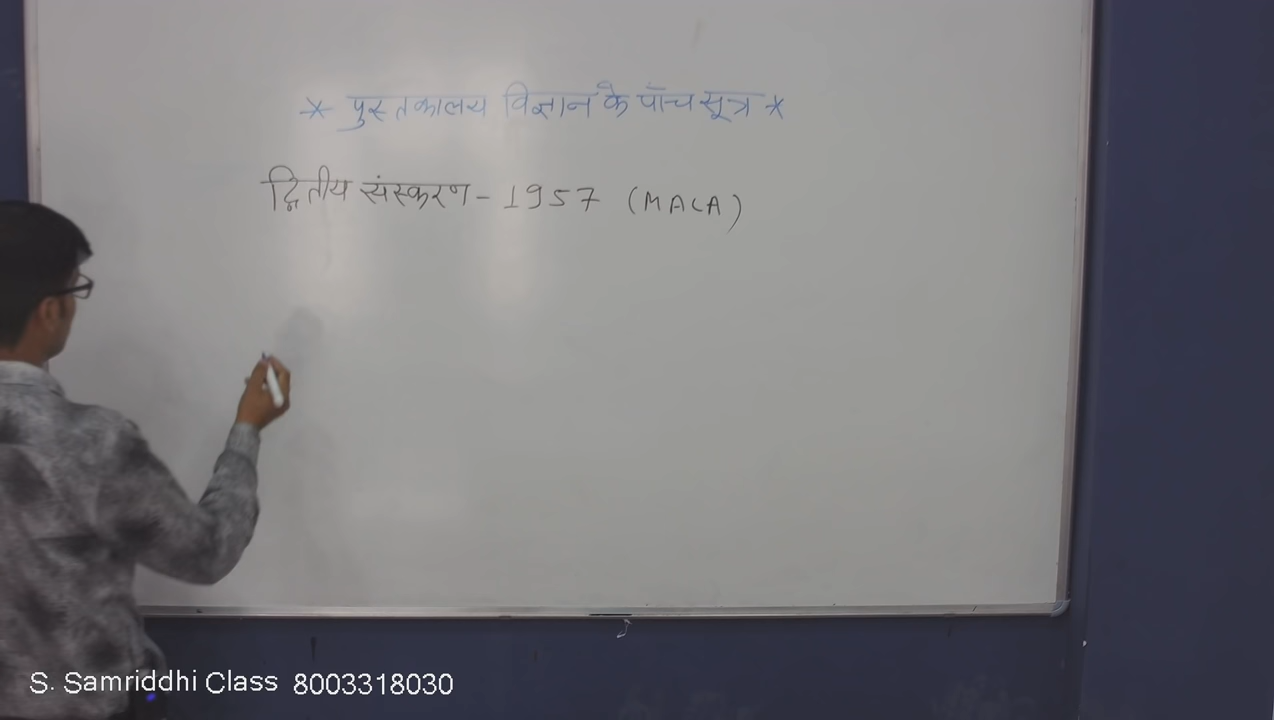 * पुस्तकालय विज्ञान के पाँच सूत्र *
द्वितीय संस्करण - 1957 (MALA)
S. Samriddhi Class 8003318030